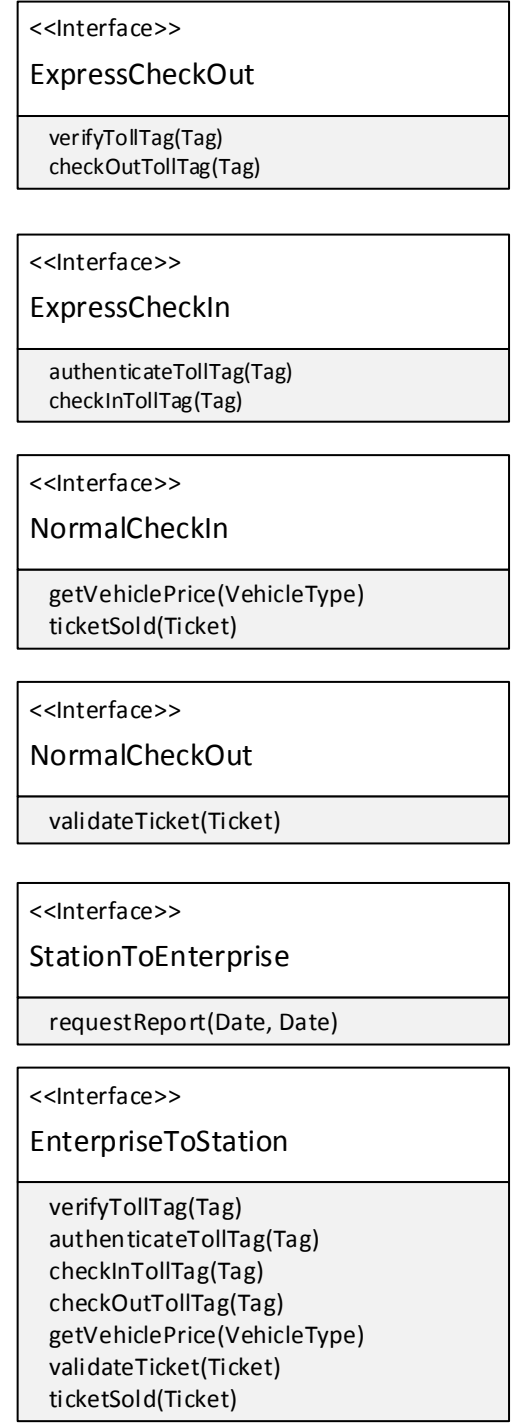 <<Interface>>
ExpressCheckOut
verifyTollTag(Tag)
checkOutTollTag(Tag)
<<Interface>>
ExpressCheckIn
authenticateTollTag(Tag)
checkInTollTag(Tag)
<<Interface>>
NormalCheckIn
getVehiclePrice(VehicleType)
ticketSold(Ticket)
<<Interface>>
NormalCheckOut
validateTicket(Ticket)
<<Interface>>
StationToEnterprise
requestReport(Date, Date)
<<Interface>>
EnterpriseToStation
verifyTollTag(Tag)
authenticateTollTag(Tag)
checkInTollTag(Tag)
checkOutTollTag(Tag)
getVehiclePrice(VehicleType)
validateTicket(Ticket)
ticketSold(Ticket)